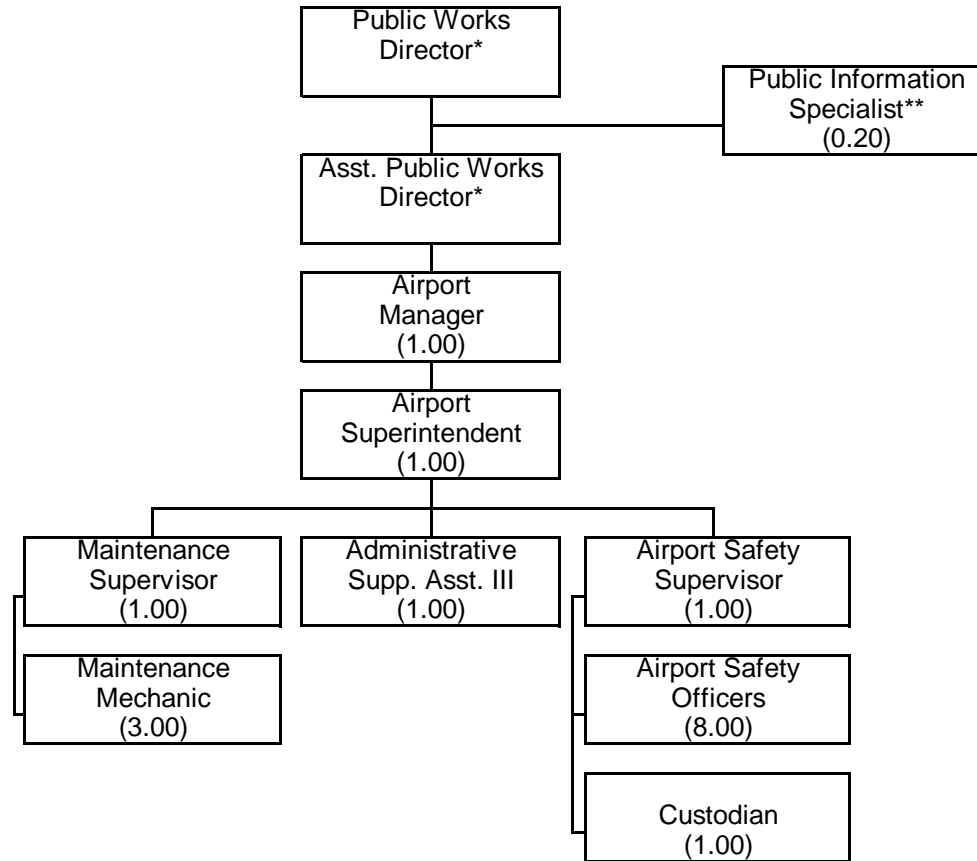 Public Works
Director*
Public Information
Specialist**
(0.20)
Asst. Public Works
Director*
Airport
Manager
(1.00)
Airport
Superintendent
(1.00)
Maintenance
Supervisor
(1.00)
Administrative
Supp. Asst. III
(1.00)
Airport Safety
Supervisor
(1.00)
Maintenance
Mechanic
(3.00)
Airport Safety
Officers
(8.00)
Custodian
(1.00)